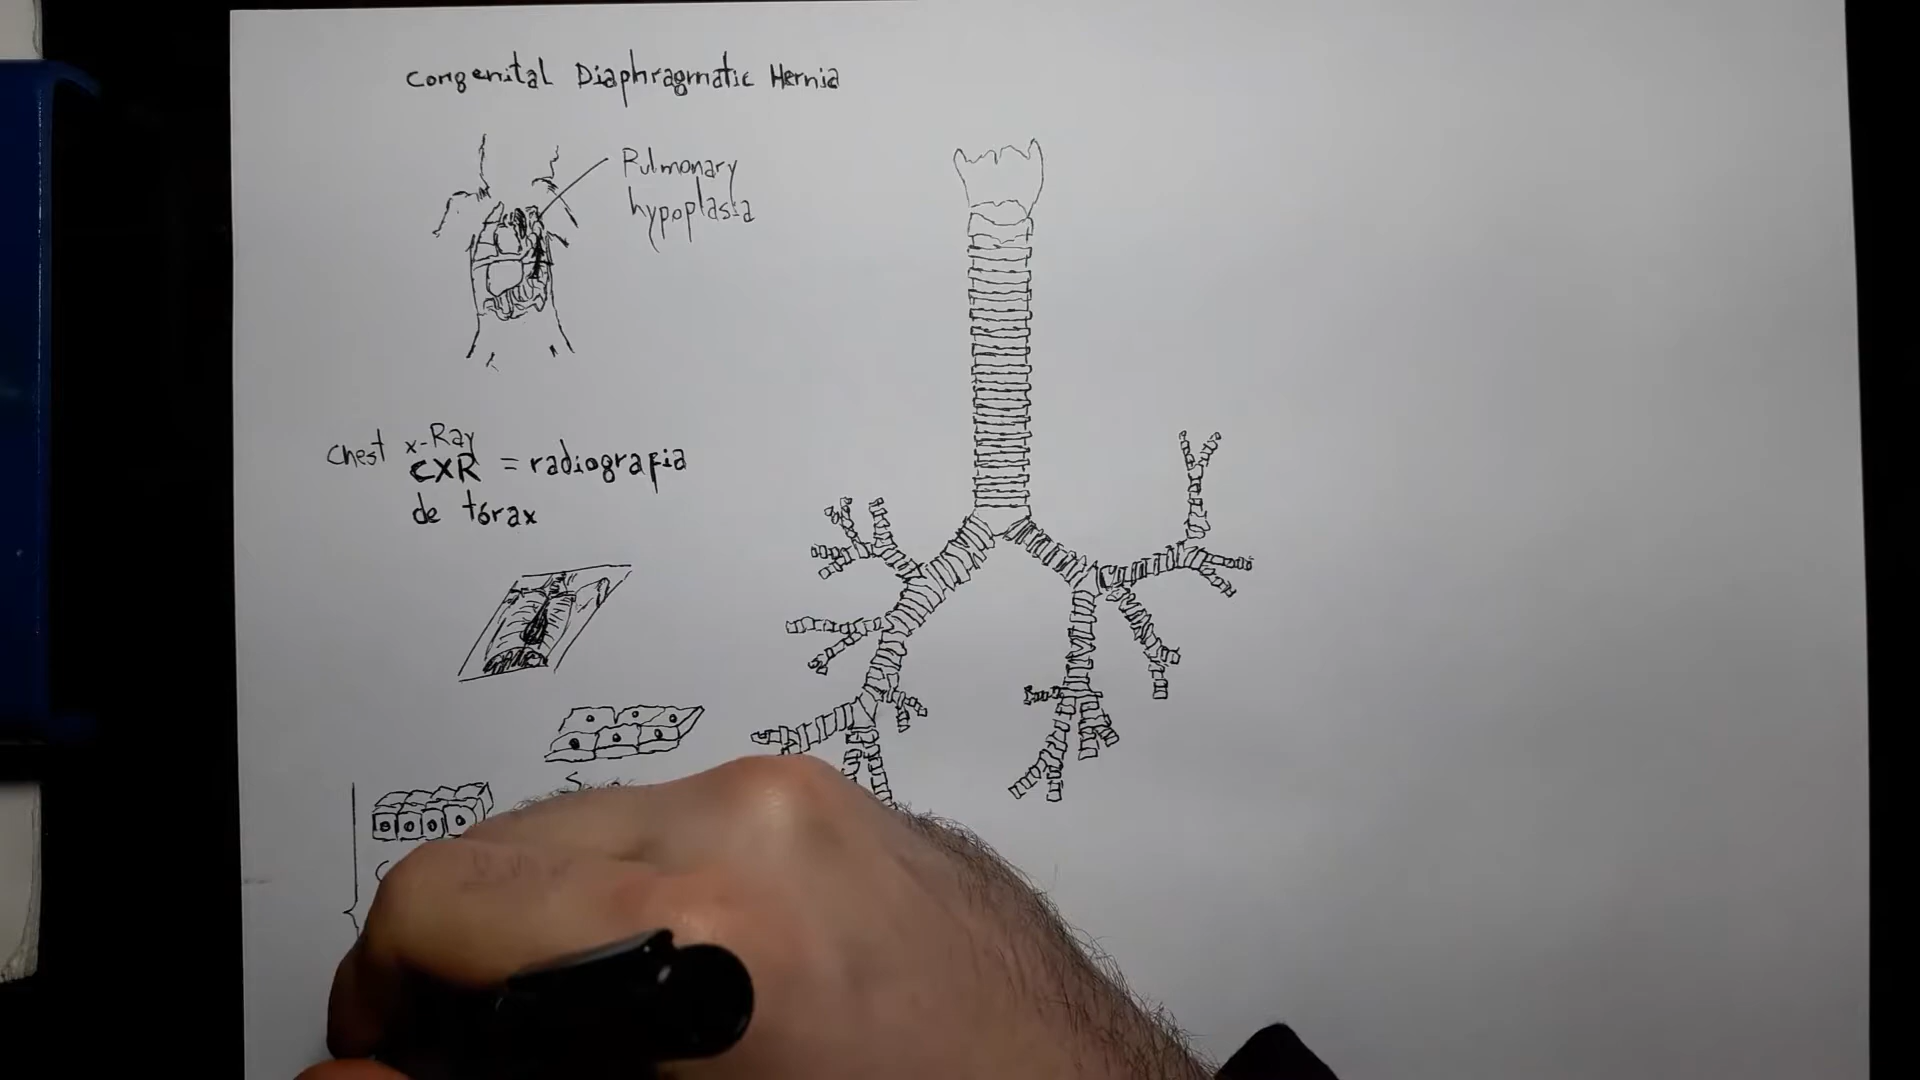 Congenital Diaphragmatic Hernia
Pulmonary
hypoplasia
Chest x-Ray
CXR = radiografia
de tórax